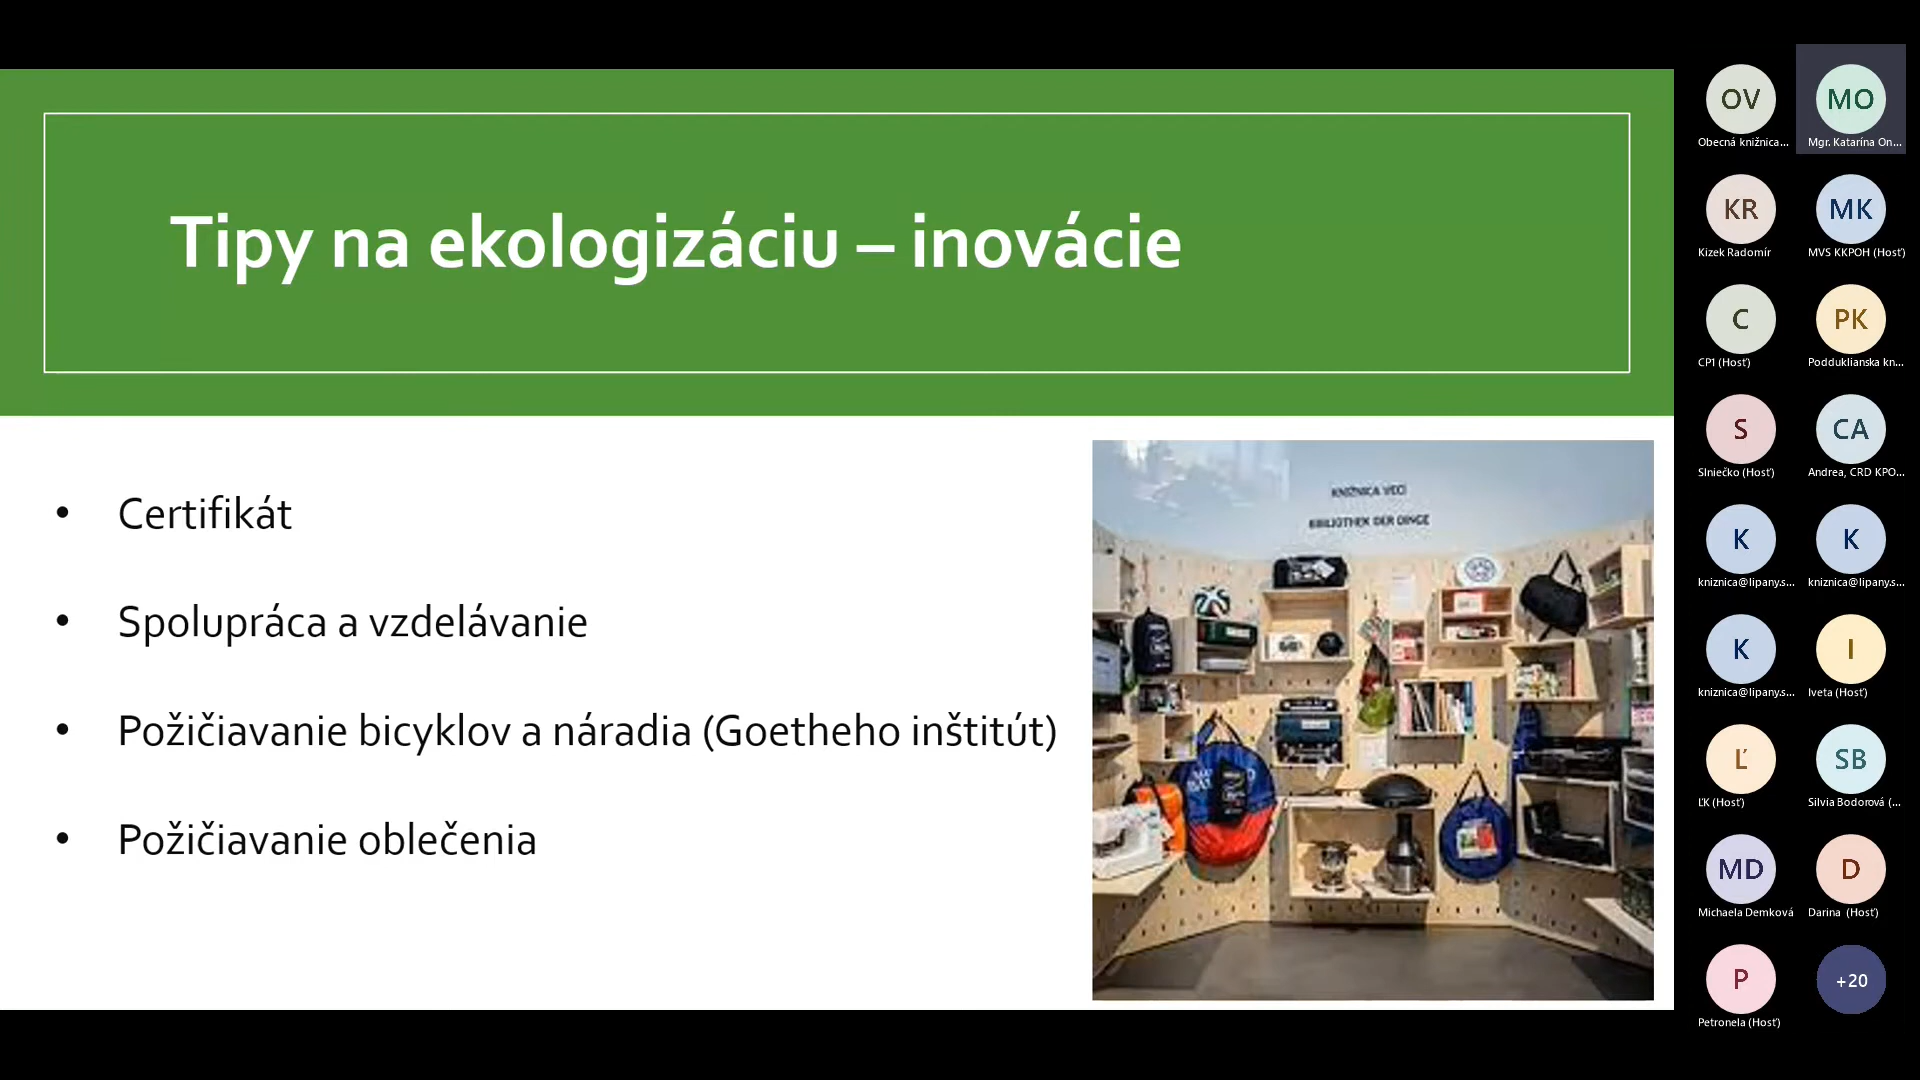 Tipy na ekologizáciu – inovácie
• Certifikát
• Spolupráca a vzdelávanie
• Požičiavanie bicyklov a náradia (Goetheho inštitút)
• Požičiavanie oblečenia
KNIŽNICA VECÍ
BIBLIOTHEK DER DINGE
OV
Obecná knižnica...
MO
Mgr. Katarína On...
KR
Kizek Radomír
MK
MVS KKPOH (Hosť)
C
CP1 (Hosť)
PK
Podduklianska kn...
S
Slniečko (Hosť)
CA
Andrea, CRD KPO...
K
kniznica@lipany.s...
K
kniznica@lipany.s...
K
kniznica@lipany.s...
I
Iveta (Hosť)
Ľ
ĽK (Hosť)
SB
Silvia Bodorová (...
MD
Michaela Demková
D
Darina (Hosť)
P
Petronela (Hosť)
+20